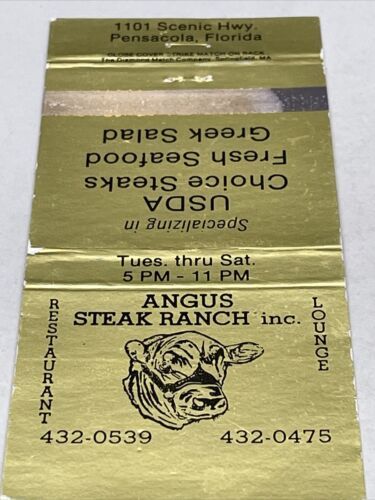 1101 Scenic Hwy.
Pensacola, Florida
CLOSE COVER STRIKE MATCH ON BACK
The Diamond Match Company, Springfield, MA
Specializing in
USDA
Choice Steaks
Fresh Seafood
Greek Salad
Tues. thru Sat.
5 PM - 11 PM
ANGUS
STEAK RANCH inc.
RESTAURANT
LOUNGE
432-0539 432-0475